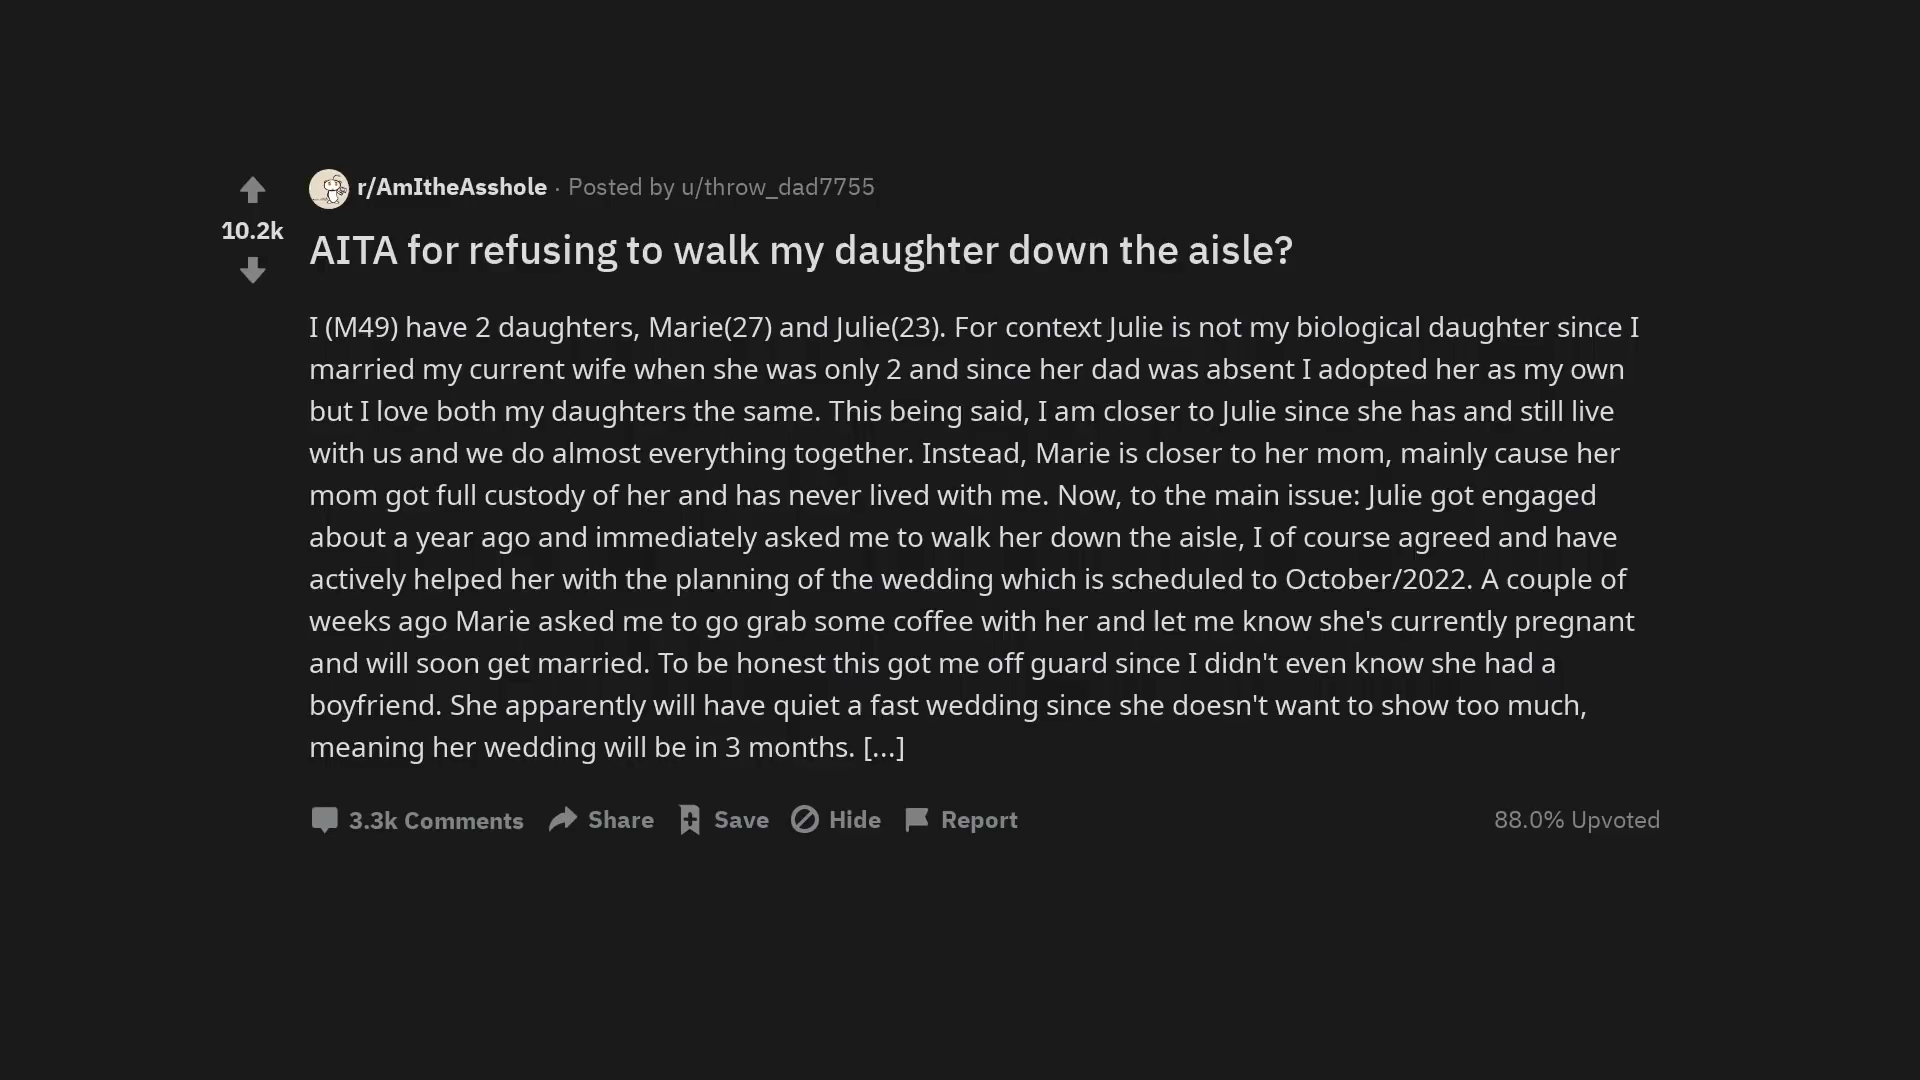 r/AmItheAsshole · Posted by u/throw_dad7755
10.2k
AITA for refusing to walk my daughter down the aisle?
I (M49) have 2 daughters, Marie(27) and Julie(23). For context Julie is not my biological daughter since I
married my current wife when she was only 2 and since her dad was absent I adopted her as my own
but I love both my daughters the same. This being said, I am closer to Julie since she has and still live
with us and we do almost everything together. Instead, Marie is closer to her mom, mainly cause her
mom got full custody of her and has never lived with me. Now, to the main issue: Julie got engaged
about a year ago and immediately asked me to walk her down the aisle, I of course agreed and have
actively helped her with the planning of the wedding which is scheduled to October/2022. A couple of
weeks ago Marie asked me to go grab some coffee with her and let me know she's currently pregnant
and will soon get married. To be honest this got me off guard since I didn't even know she had a
boyfriend. She apparently will have quiet a fast wedding since she doesn't want to show too much,
meaning her wedding will be in 3 months. [...]
3.3k Comments Share Save Hide Report 88.0% Upvoted